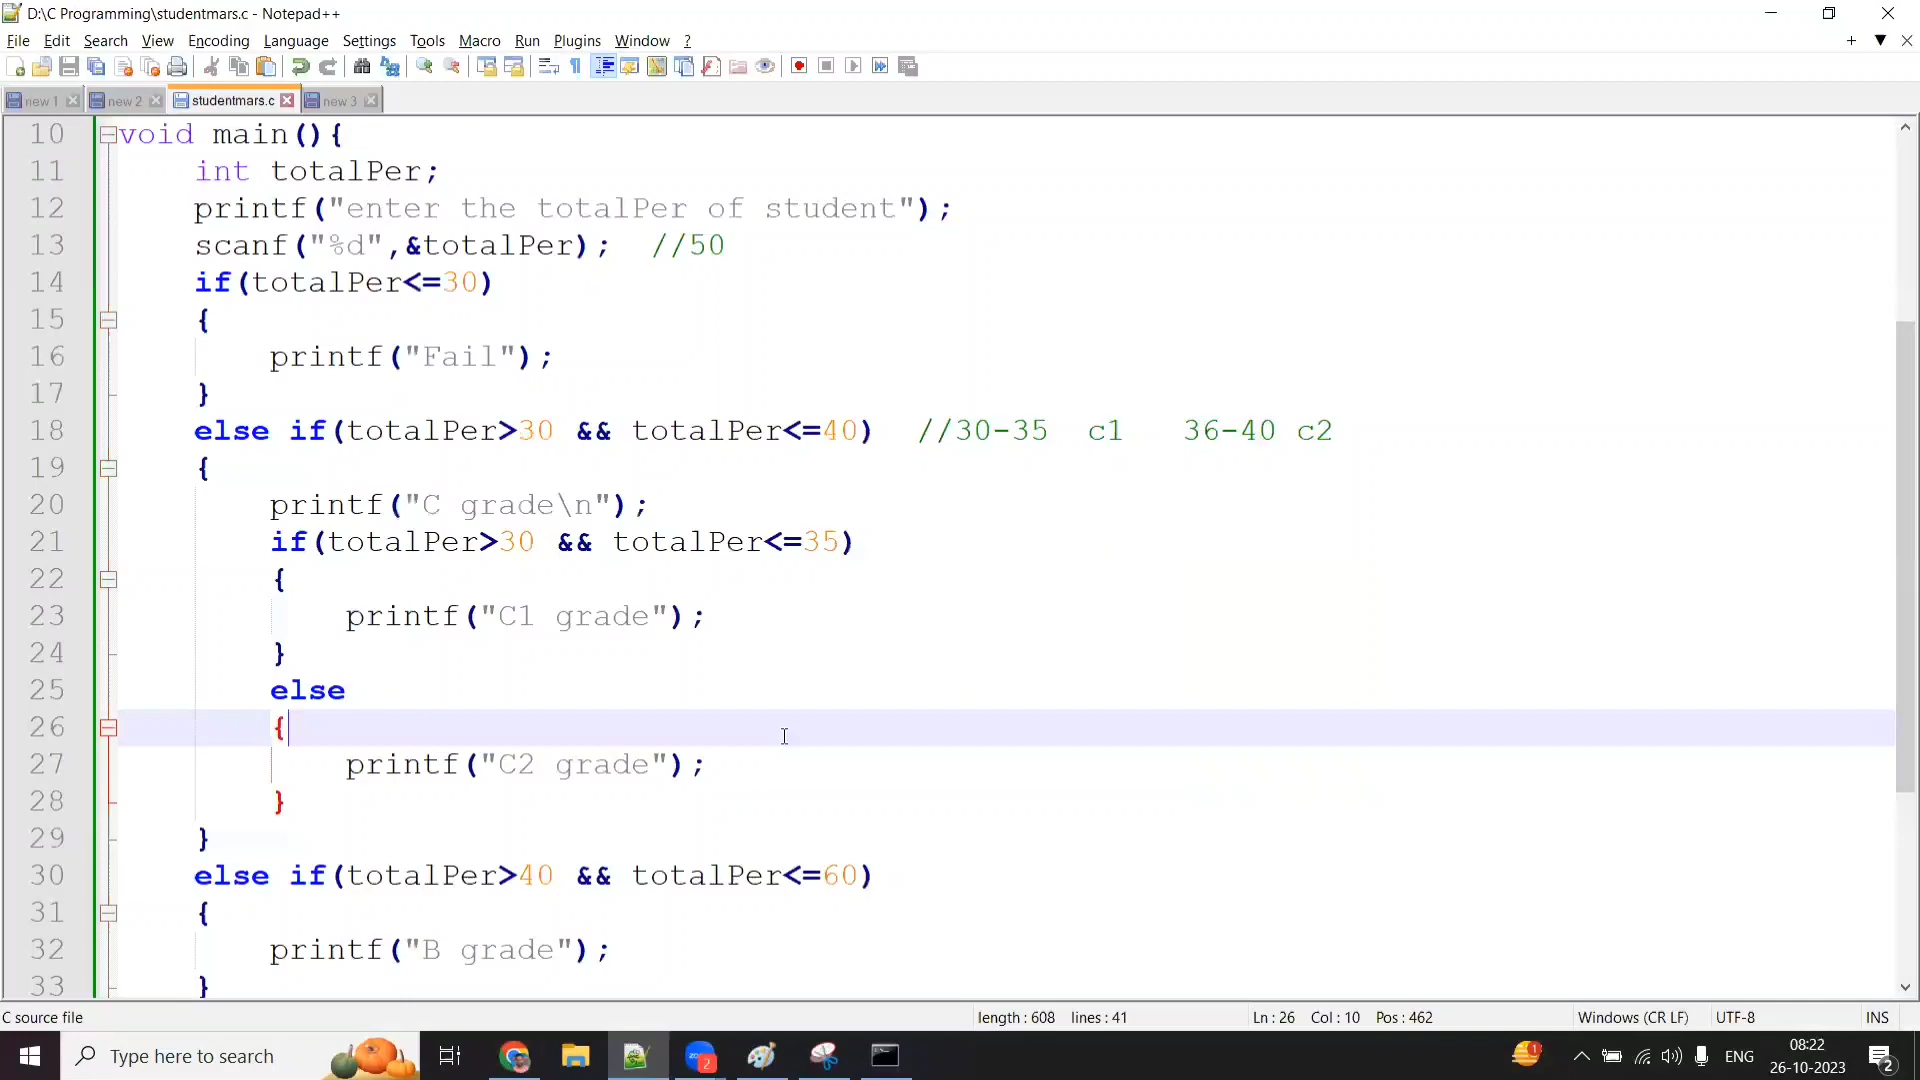 D:\C Programming\studentmars.c - Notepad++
File Edit Search View Encoding Language Settings Tools Macro Run Plugins Window ?
new 1 new 2 studentmars.c new 3
10 void main(){
11 int totalPer;
12 printf("enter the totalPer of student");
13 scanf("%d",&totalPer); //50
14 if(totalPer<=30)
15 {
16 printf("Fail");
17 }
18 else if(totalPer>30 && totalPer<=40) //30-35 c1 36-40 c2
19 {
20 printf("C grade\n");
21 if(totalPer>30 && totalPer<=35)
22 {
23 printf("C1 grade");
24 }
25 else
26 {
27 printf("C2 grade");
28 }
29 }
30 else if(totalPer>40 && totalPer<=60)
31 {
32 printf("B grade");
33 }
C source file length : 608 lines : 41 Ln : 26 Col : 10 Pos : 462 Windows (CR LF) UTF-8 INS
Type here to search 2 1 ENG 08:22 2
26-10-2023